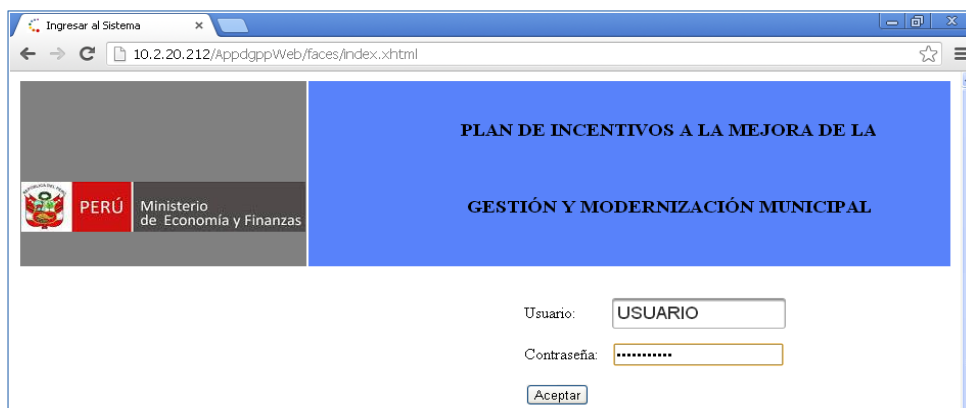 Ingresar al Sistema
10.2.20.212/AppdgppWeb/faces/index.xhtml
PLAN DE INCENTIVOS A LA MEJORA DE LA
GESTIÓN Y MODERNIZACIÓN MUNICIPAL
PERÚ
Ministerio
de Economía y Finanzas
Usuario: USUARIO
Contraseña: •••••••••••
Aceptar